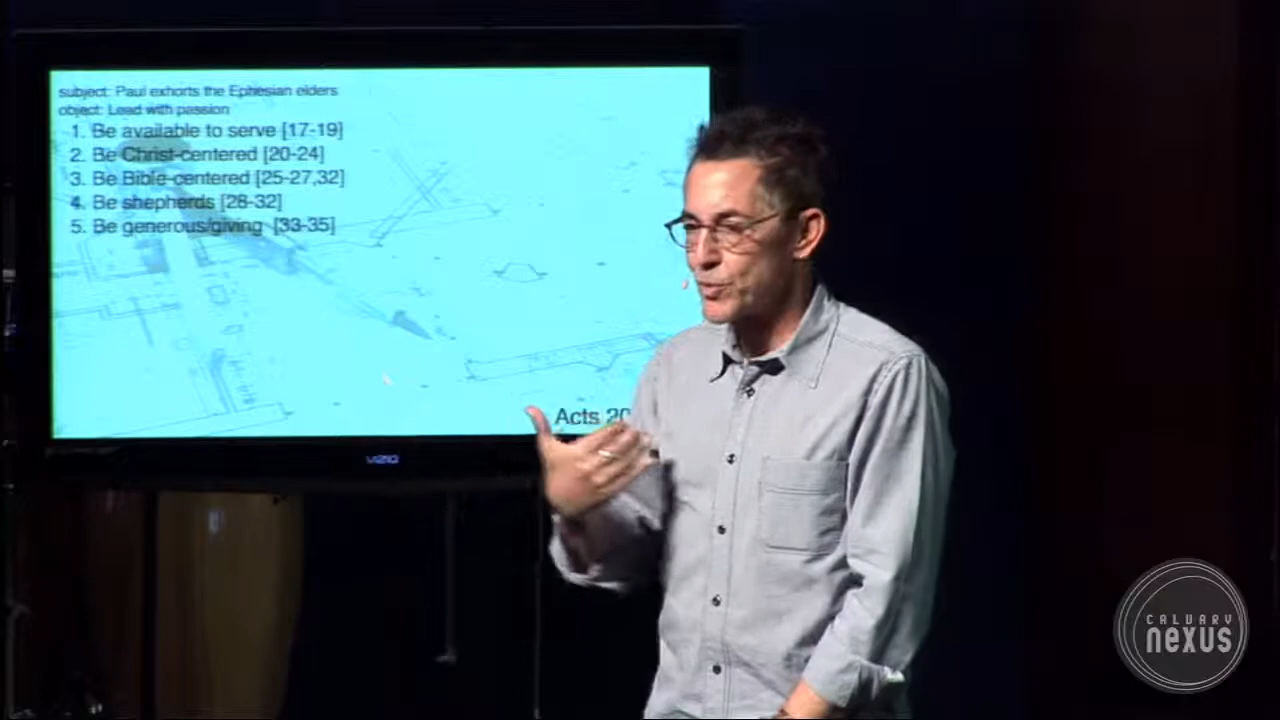 subject: Paul exhorts the Ephesian elders
object: Lead with passion
1. Be available to serve [17-19]
2. Be Christ-centered [20-24]
3. Be Bible-centered [25-27,32]
4. Be shepherds [28-32]
5. Be generous/giving [33-35]
Acts 20
VIZIO
CALVARY
nexus